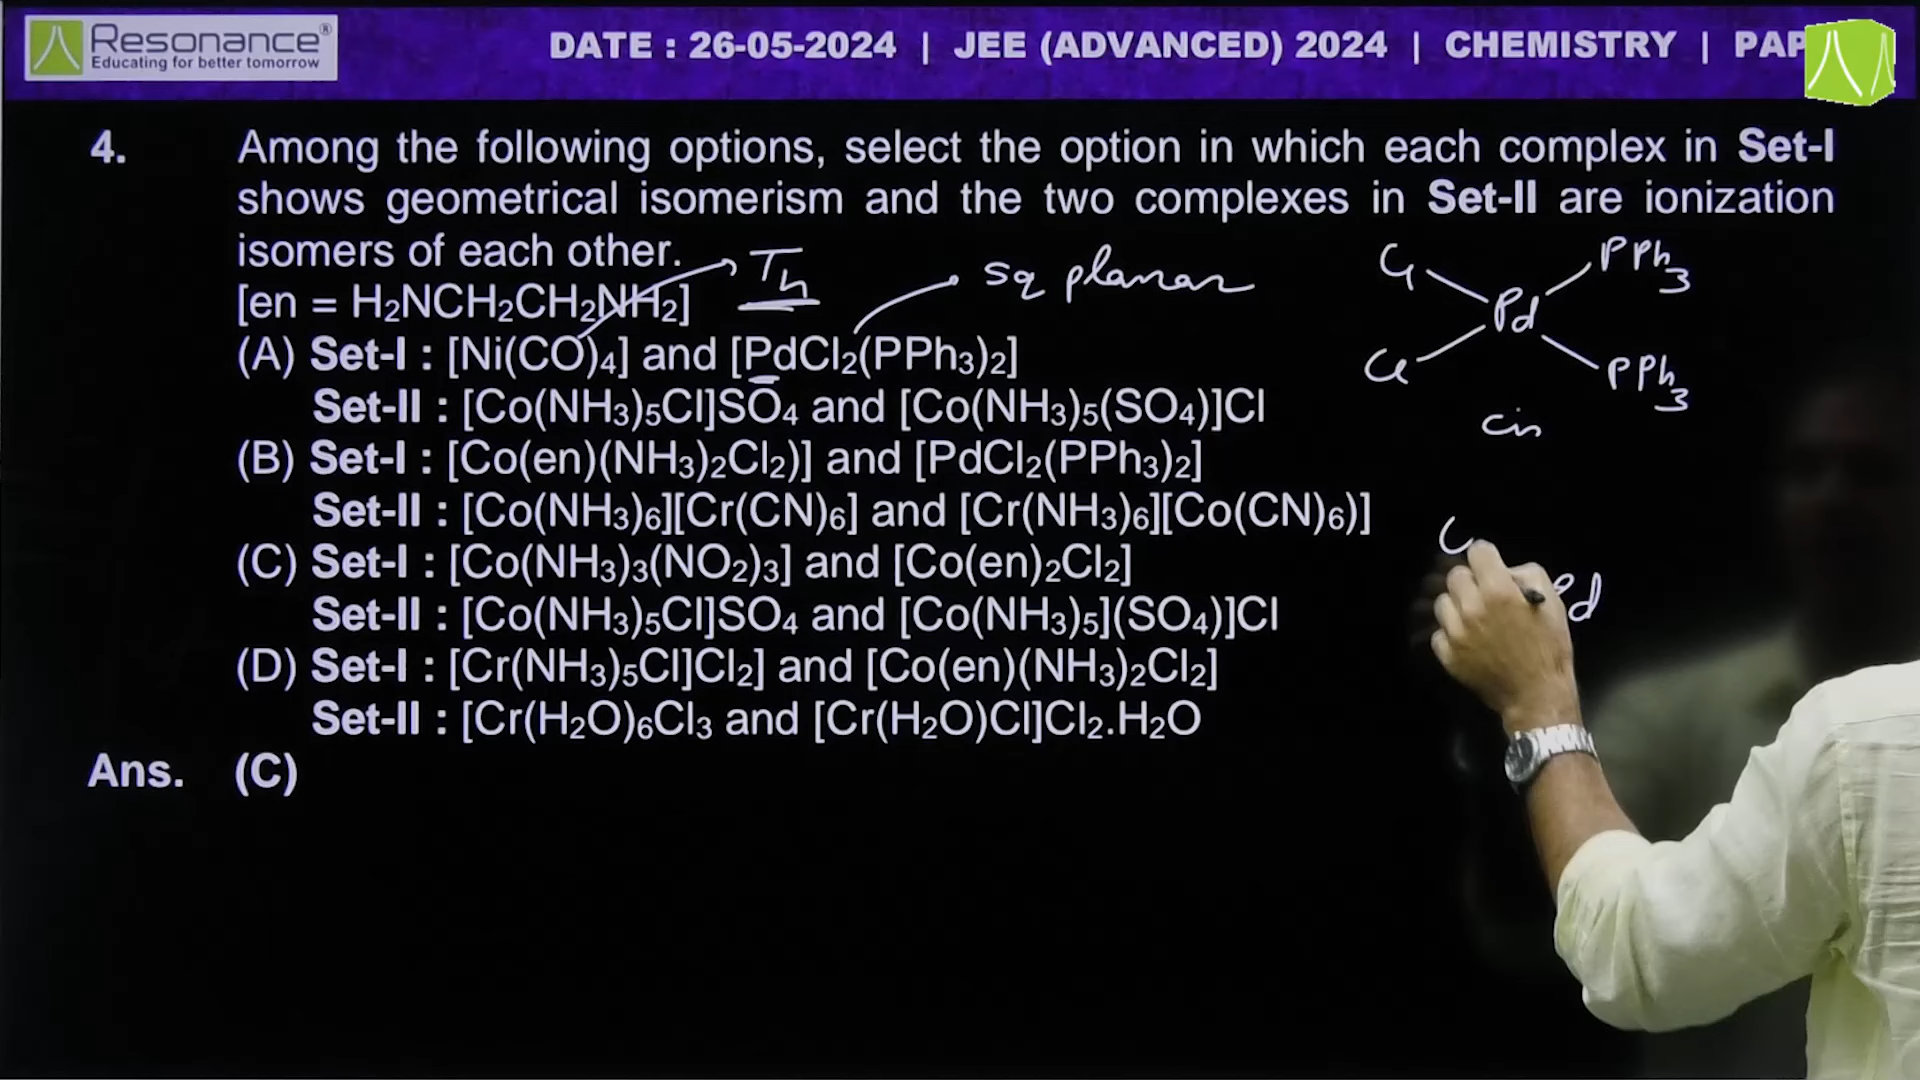 Resonance®
Educating for better tomorrow
DATE : 26-05-2024 | JEE (ADVANCED) 2024 | CHEMISTRY | PAP
4. Among the following options, select the option in which each complex in Set-I
shows geometrical isomerism and the two complexes in Set-II are ionization
isomers of each other.
[en = H2NCH2CH2NH2]
(A) Set-I : [Ni(CO)4] and [PdCl2(PPh3)2]
Set-II : [Co(NH3)5Cl]SO4 and [Co(NH3)5(SO4)]Cl
(B) Set-I : [Co(en)(NH3)2Cl2)] and [PdCl2(PPh3)2]
Set-II : [Co(NH3)6][Cr(CN)6] and [Cr(NH3)6][Co(CN)6)]
(C) Set-I : [Co(NH3)3(NO2)3] and [Co(en)2Cl2]
Set-II : [Co(NH3)5Cl]SO4 and [Co(NH3)5](SO4)]Cl
(D) Set-I : [Cr(NH3)5Cl]Cl2] and [Co(en)(NH3)2Cl2]
Set-II : [Cr(H2O)6Cl3 and [Cr(H2O)Cl]Cl2.H2O
Ans. (C)
Th
sq planar
Cl PPh3
Pd
Cl PPh3
cis
C
Pd